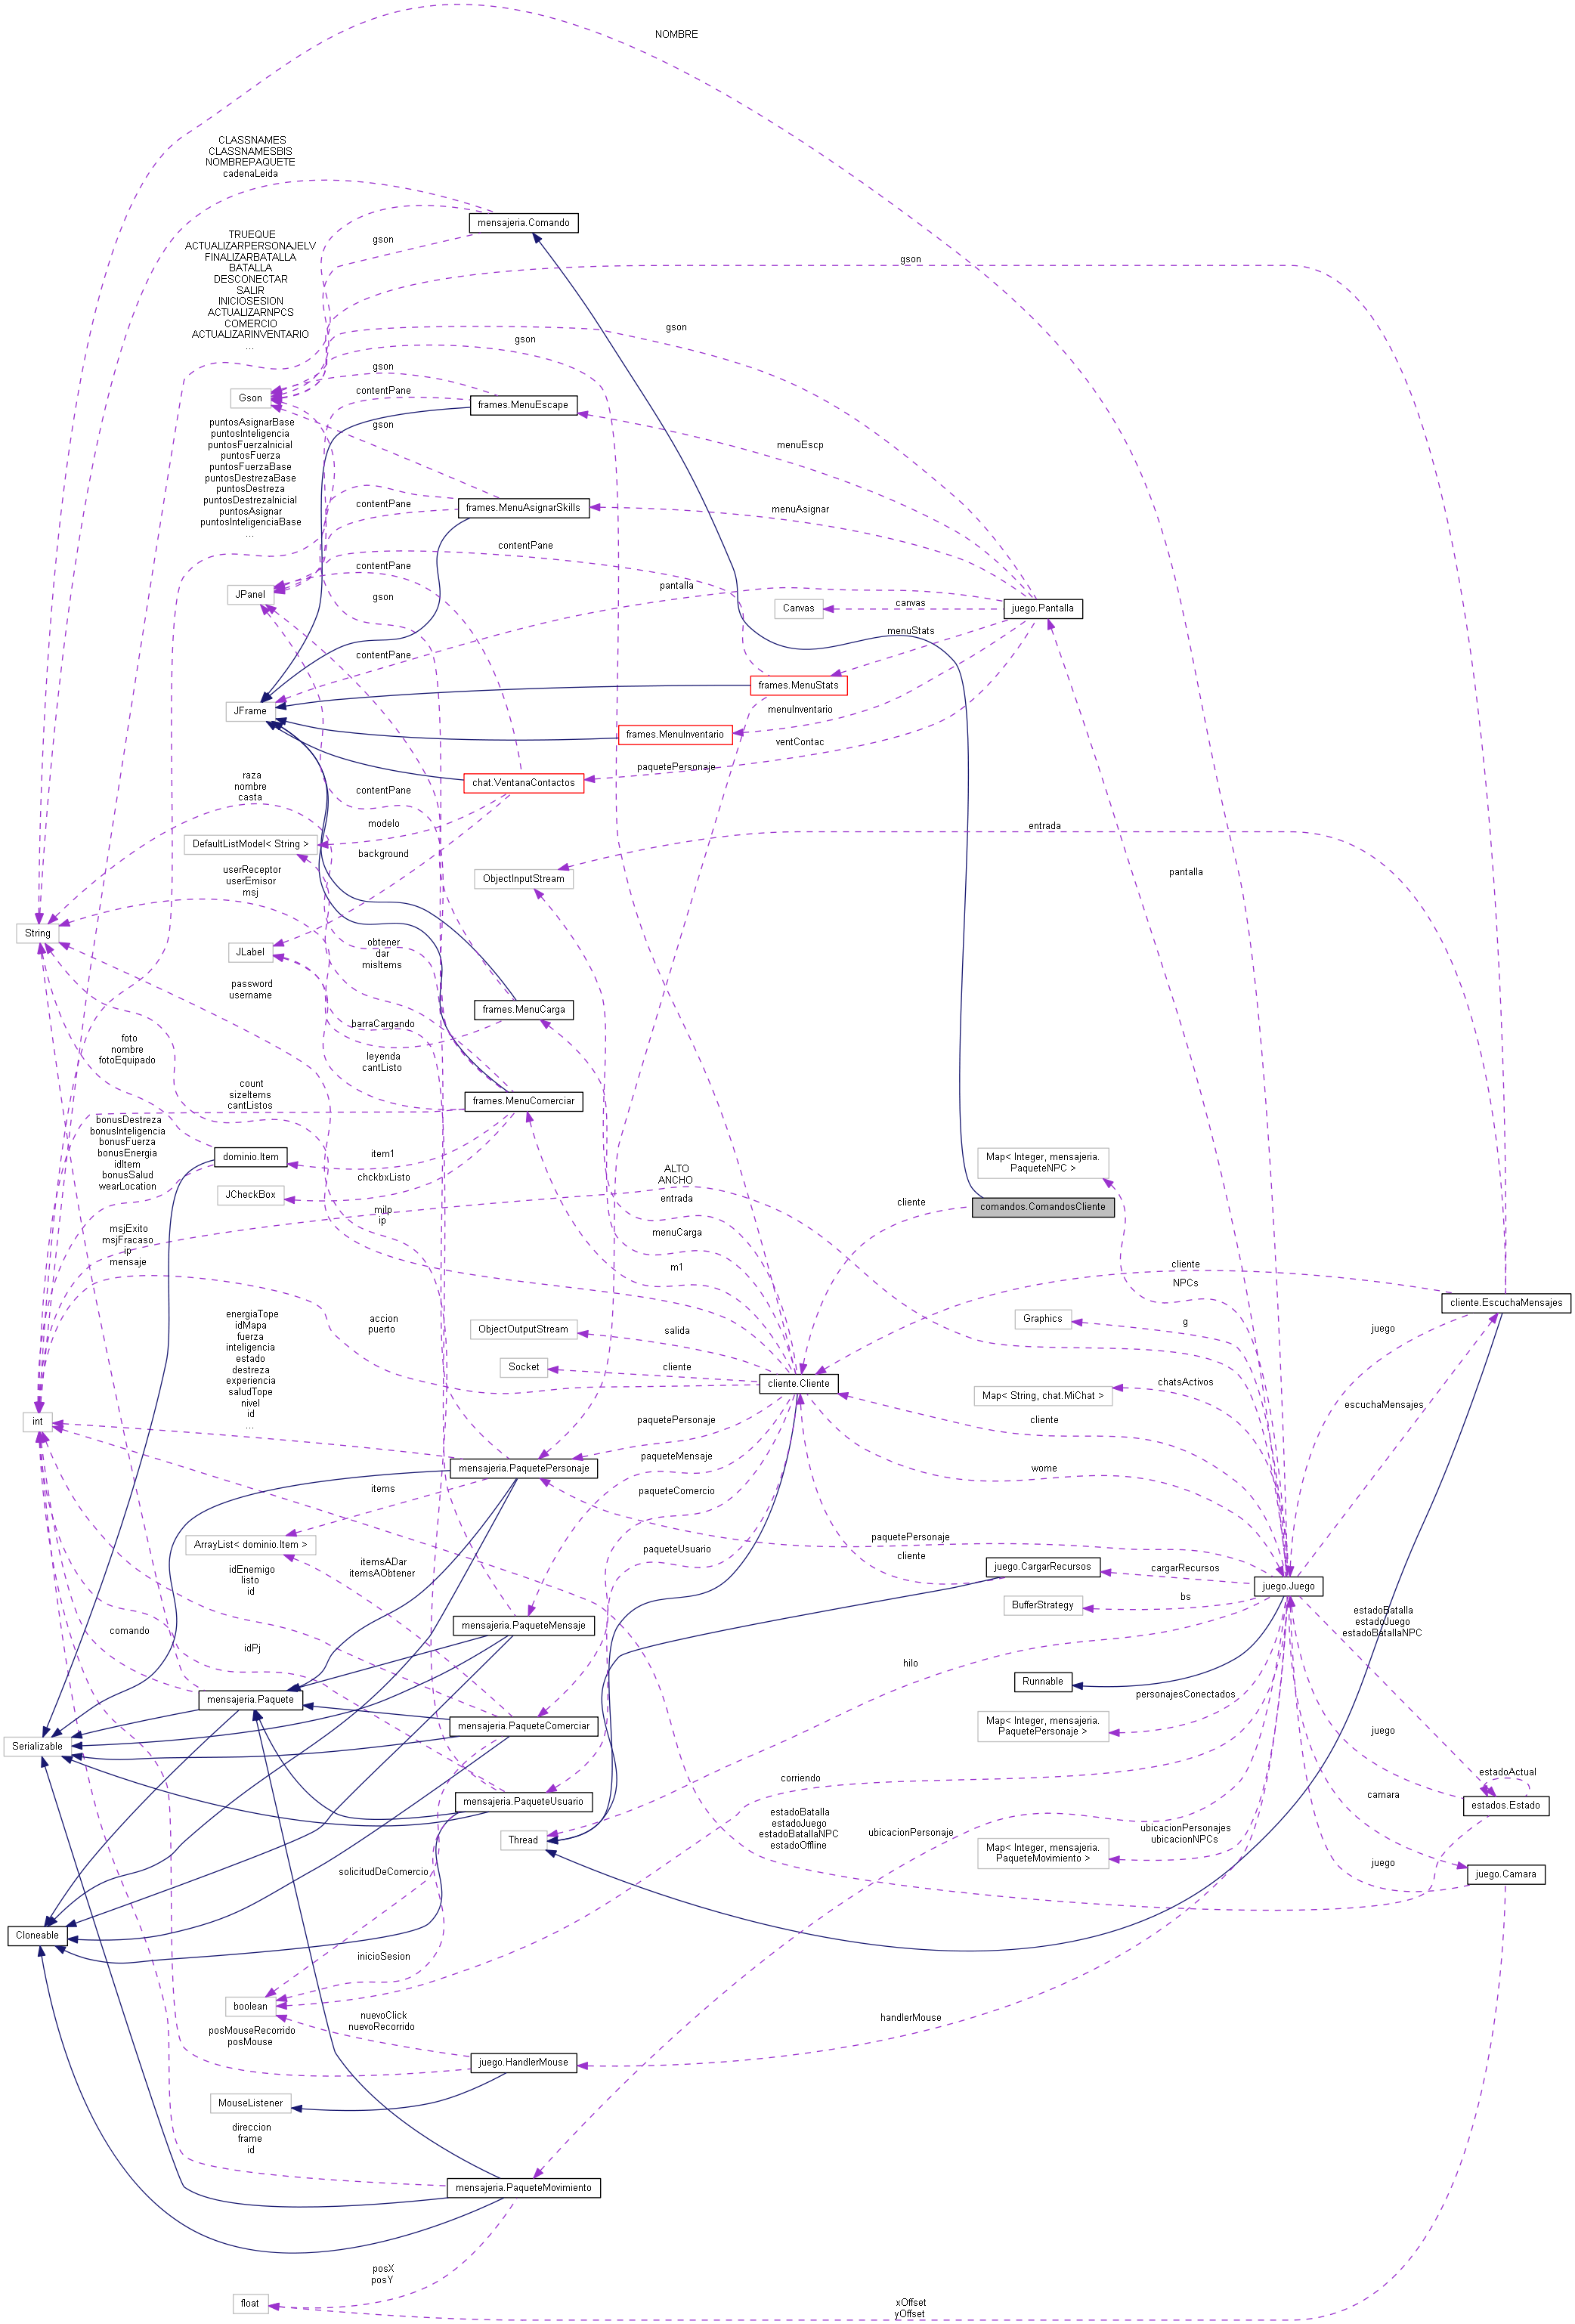 NOMBRE
CLASSNAMES
CLASSNAMESBIS
NOMBREPAQUETE
cadenaLeida
mensajeria.Comando
gson
gson
TRUEQUE
ACTUALIZARPERSONAJELV
FINALIZARBATALLA
BATALLA
DESCONECTAR
SALIR
INICIOSESION
ACTUALIZARNPCS
COMERCIO
ACTUALIZARINVENTARIO
...
gson
gson
gson
Gson
contentPane
frames.MenuEscape
puntosAsignarBase
puntosInteligencia
puntosFuerzaInicial
puntosFuerza
puntosFuerzaBase
puntosDestrezaBase
puntosDestreza
puntosDestrezaInicial
puntosAsignar
puntosInteligenciaBase
...
gson
menuEscp
contentPane
frames.MenuAsignarSkills
menuAsignar
contentPane
contentPane
JPanel
gson
pantalla
Canvas
canvas
juego.Pantalla
menuStats
contentPane
frames.MenuStats
JFrame
menuInventario
frames.MenuInventario
ventContac
paquetePersonaje
raza
nombre
casta
chat.VentanaContactos
contentPane
modelo
entrada
DefaultListModel< String >
background
userReceptor
userEmisor
msj
ObjectInputStream
pantalla
String
obtener
dar
misItems
JLabel
password
username
frames.MenuCarga
barraCargando
foto
nombre
fotoEquipado
leyenda
cantListo
count
sizeItems
cantListos
frames.MenuComerciar
bonusDestreza
bonusInteligencia
bonusFuerza
bonusEnergia
idItem
bonusSalud
wearLocation
dominio.Item
item1
Map< Integer, mensajeria.
PaqueteNPC >
chckbxListo
JCheckBox
ALTO
ANCHO
cliente
comandos.ComandosCliente
entrada
milp
ip
msjExito
msjFracaso
ip
mensaje
menuCarga
m1
cliente
NPCs
cliente.EscuchaMensajes
accion
puerto
energiaTope
idMapa
fuerza
inteligencia
estado
destreza
experiencia
saludTope
nivel
id
...
ObjectOutputStream
salida
Graphics
g
juego
Socket
cliente
cliente.Cliente
chatsActivos
Map< String, chat.MiChat >
escuchaMensajes
int
paquetePersonaje
cliente
paqueteMensaje
wome
mensajeria.PaquetePersonaje
items
paqueteComercio
ArrayList< dominio.Item >
paquetePersonaje
itemsADar
itemsAObtener
paqueteUsuario
cliente
juego.CargarRecursos
cargarRecursos
idEnemigo
listo
id
juego.Juego
bs
BufferStrategy
estadoBatalla
estadoJuego
estadoBatallaNPC
comando
mensajeria.PaqueteMensaje
idPj
hilo
Runnable
mensajeria.Paquete
personajesConectados
mensajeria.PaqueteComerciar
Map< Integer, mensajeria.
PaquetePersonaje >
juego
Serializable
estadoActual
corriendo
camara
mensajeria.PaqueteUsuario
estados.Estado
estadoBatalla
estadoJuego
estadoBatallaNPC
estadoOffline
Thread
ubicacionPersonaje
ubicacionPersonajes
ubicacionNPCs
Map< Integer, mensajeria.
PaqueteMovimiento >
juego
solicitudDeComercio
juego.Camara
Cloneable
inicioSesion
boolean
nuevoClick
nuevoRecorrido
handlerMouse
posMouseRecorrido
posMouse
juego.HandlerMouse
MouseListener
direccion
frame
id
mensajeria.PaqueteMovimiento
posX
posY
float
xOffset
yOffset